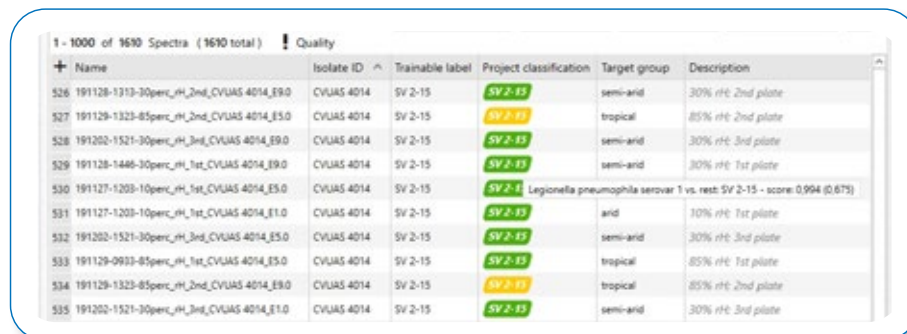 1 - 1000 of 1610 Spectra (1610 total) ! Quality
+ Name Isolate ID ^ Trainable label Project classification Target group Description
526 191128-1313-30perc_rH_2nd_CVUAS 4014_E9.0 CVUAS 4014 SV 2-15 SV 2-15 semi-arid 30% rH: 2nd plate
527 191129-1323-85perc_rH_2nd_CVUAS 4014_E5.0 CVUAS 4014 SV 2-15 SV 2-15 tropical 85% rH: 2nd plate
528 191202-1521-30perc_rH_3rd_CVUAS 4014_E9.0 CVUAS 4014 SV 2-15 SV 2-15 semi-arid 30% rH: 3rd plate
529 191128-1446-30perc_rH_1st_CVUAS 4014_E9.0 CVUAS 4014 SV 2-15 SV 2-15 semi-arid 30% rH: 1st plate
530 191127-1203-10perc_rH_1st_CVUAS 4014_E5.0 CVUAS 4014 SV 2-15 SV 2-1 Legionella pneumophila serovar 1 vs. rest: SV 2-15 - score: 0,994 (0,675)
531 191127-1203-10perc_rH_1st_CVUAS 4014_E1.0 CVUAS 4014 SV 2-15 SV 2-15 arid 10% rH: 1st plate
532 191202-1521-30perc_rH_3rd_CVUAS 4014_E5.0 CVUAS 4014 SV 2-15 SV 2-15 semi-arid 30% rH: 3rd plate
533 191129-0933-85perc_rH_1st_CVUAS 4014_E5.0 CVUAS 4014 SV 2-15 SV 2-15 tropical 85% rH: 1st plate
534 191129-1323-85perc_rH_2nd_CVUAS 4014_E9.0 CVUAS 4014 SV 2-15 SV 2-15 tropical 85% rH: 2nd plate
535 191202-1521-30perc_rH_3rd_CVUAS 4014_E1.0 CVUAS 4014 SV 2-15 SV 2-15 semi-arid 30% rH: 3rd plate